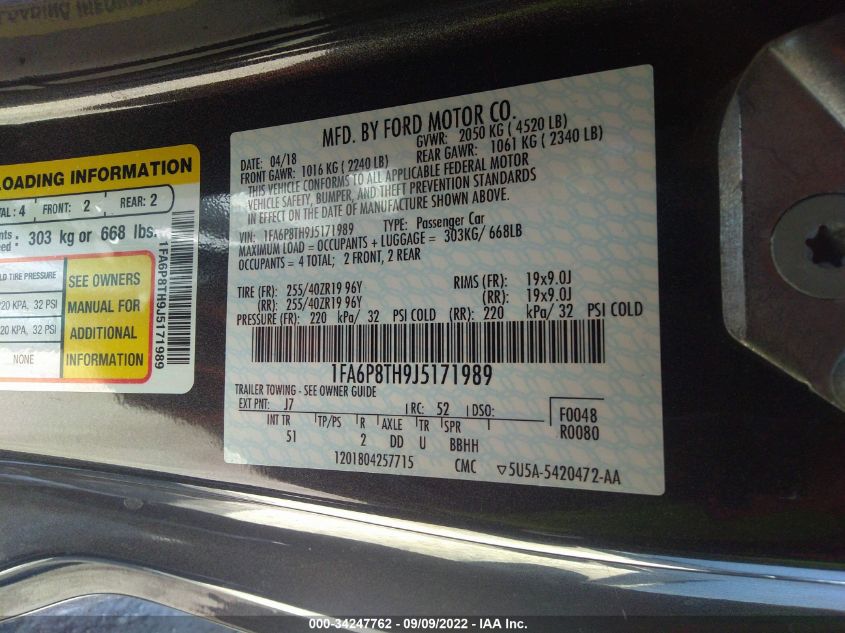 MFD. BY FORD MOTOR CO.
DATE: 04/18 GVWR: 2050 KG ( 4520 LB)
FRONT GAWR: 1016 KG ( 2240 LB) REAR GAWR: 1061 KG ( 2340 LB)
THIS VEHICLE CONFORMS TO ALL APPLICABLE FEDERAL MOTOR
VEHICLE SAFETY, BUMPER, AND THEFT PREVENTION STANDARDS
IN EFFECT ON THE DATE OF MANUFACTURE SHOWN ABOVE.
VIN: 1FA6P8TH9J5171989 TYPE: Passenger Car
MAXIMUM LOAD = OCCUPANTS + LUGGAGE = 303KG/ 668LB
OCCUPANTS = 4 TOTAL; 2 FRONT, 2 REAR
TIRE (FR): 255/40ZR19 96Y RIMS (FR): 19x9.0J
(RR): 255/40ZR19 96Y (RR): 19x9.0J
PRESSURE (FR): 220 kPa/ 32 PSI COLD (RR): 220 kPa/ 32 PSI COLD
1FA6P8TH9J5171989
TRAILER TOWING - SEE OWNER GUIDE
EXT PNT: J7 RC: 52 DSO: F0048
INT TR TP/PS R AXLE TR SPR R0080
51 2 DD U BBHH
1201804257715 CMC ▽5U5A-5420472-AA
LOADING INFORMATION
TOTAL: 4 FRONT: 2 REAR: 2
303 kg or 668 lbs.
TIRE PRESSURE
220 KPA, 32 PSI
220 KPA, 32 PSI
SEE OWNERS
MANUAL FOR
ADDITIONAL
INFORMATION
1FA6P8TH9J5171989
000-34247762 - 09/09/2022 - IAA Inc.